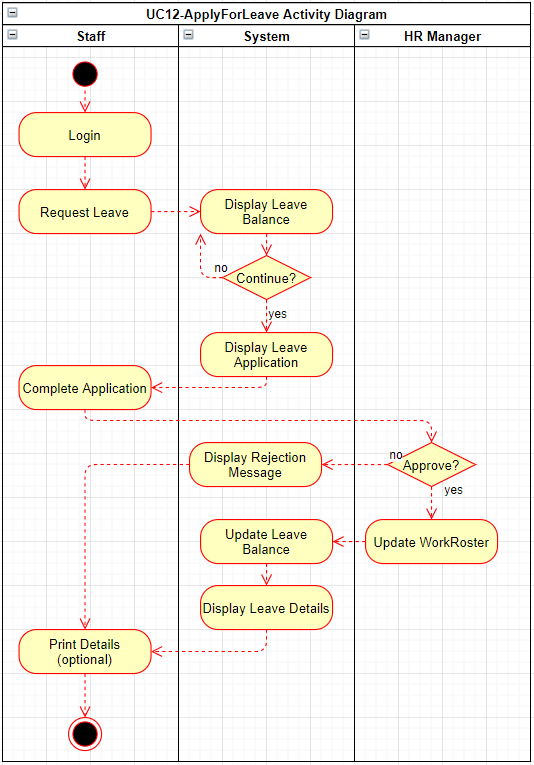 UC12-ApplyForLeave Activity Diagram
Staff
System
HR Manager
Login
Request Leave
Display Leave
Balance
no
Continue?
yes
Display Leave
Application
Complete Application
Display Rejection
Message
no
Approve?
yes
Update Leave
Balance
Update WorkRoster
Display Leave Details
Print Details
(optional)